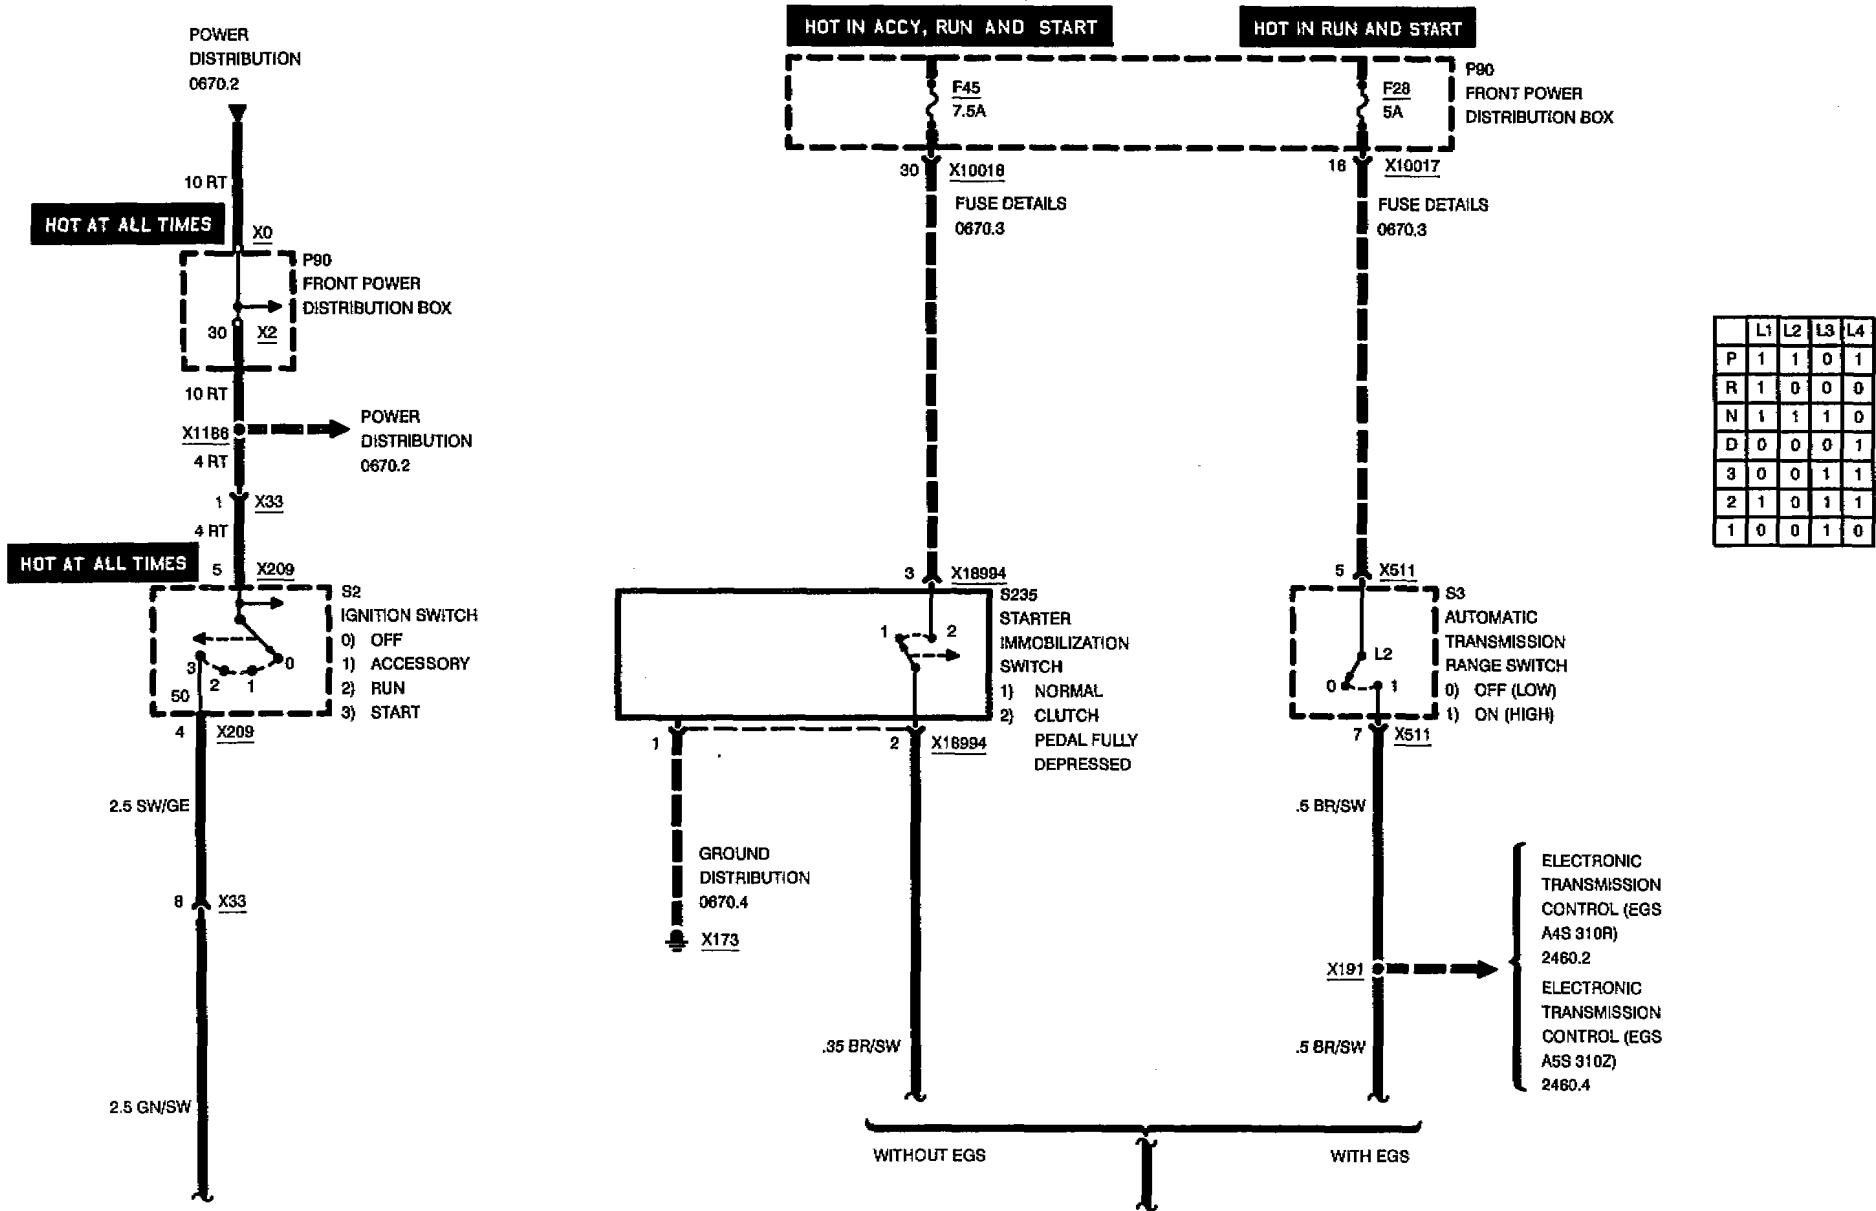 POWER
DISTRIBUTION
0670.2
10 RT
HOT AT ALL TIMES
X0
P90
FRONT POWER
DISTRIBUTION BOX
30 X2
10 RT
X1186
POWER
DISTRIBUTION
0670.2
4 RT
1 X33
4 RT
HOT AT ALL TIMES
5 X209
S2
IGNITION SWITCH
0) OFF
1) ACCESSORY
2) RUN
3) START
3 2 1 0
50
4 X209
2.5 SW/GE
8 X33
2.5 GN/SW
HOT IN ACCY, RUN AND START
HOT IN RUN AND START
F45
7.5A
F28
5A
P90
FRONT POWER
DISTRIBUTION BOX
30 X10018
FUSE DETAILS
0670.3
18 X10017
FUSE DETAILS
0670.3
3 X18994
S235
STARTER
IMMOBILIZATION
SWITCH
1) NORMAL
2) CLUTCH
PEDAL FULLY
DEPRESSED
1 2
1
2 X18994
GROUND
DISTRIBUTION
0670.4
X173
.35 BR/SW
5 X511
S3
AUTOMATIC
TRANSMISSION
RANGE SWITCH
0) OFF (LOW)
1) ON (HIGH)
L2
0 1
7 X511
.5 BR/SW
X191
.5 BR/SW
ELECTRONIC
TRANSMISSION
CONTROL (EGS
A4S 310R)
2460.2
ELECTRONIC
TRANSMISSION
CONTROL (EGS
A5S 310Z)
2460.4
WITHOUT EGS
WITH EGS
L1 L2 L3 L4
P 1 1 0 1
R 1 0 0 0
N 1 1 1 0
D 0 0 0 1
3 0 0 1 1
2 1 0 1 1
1 0 0 1 0